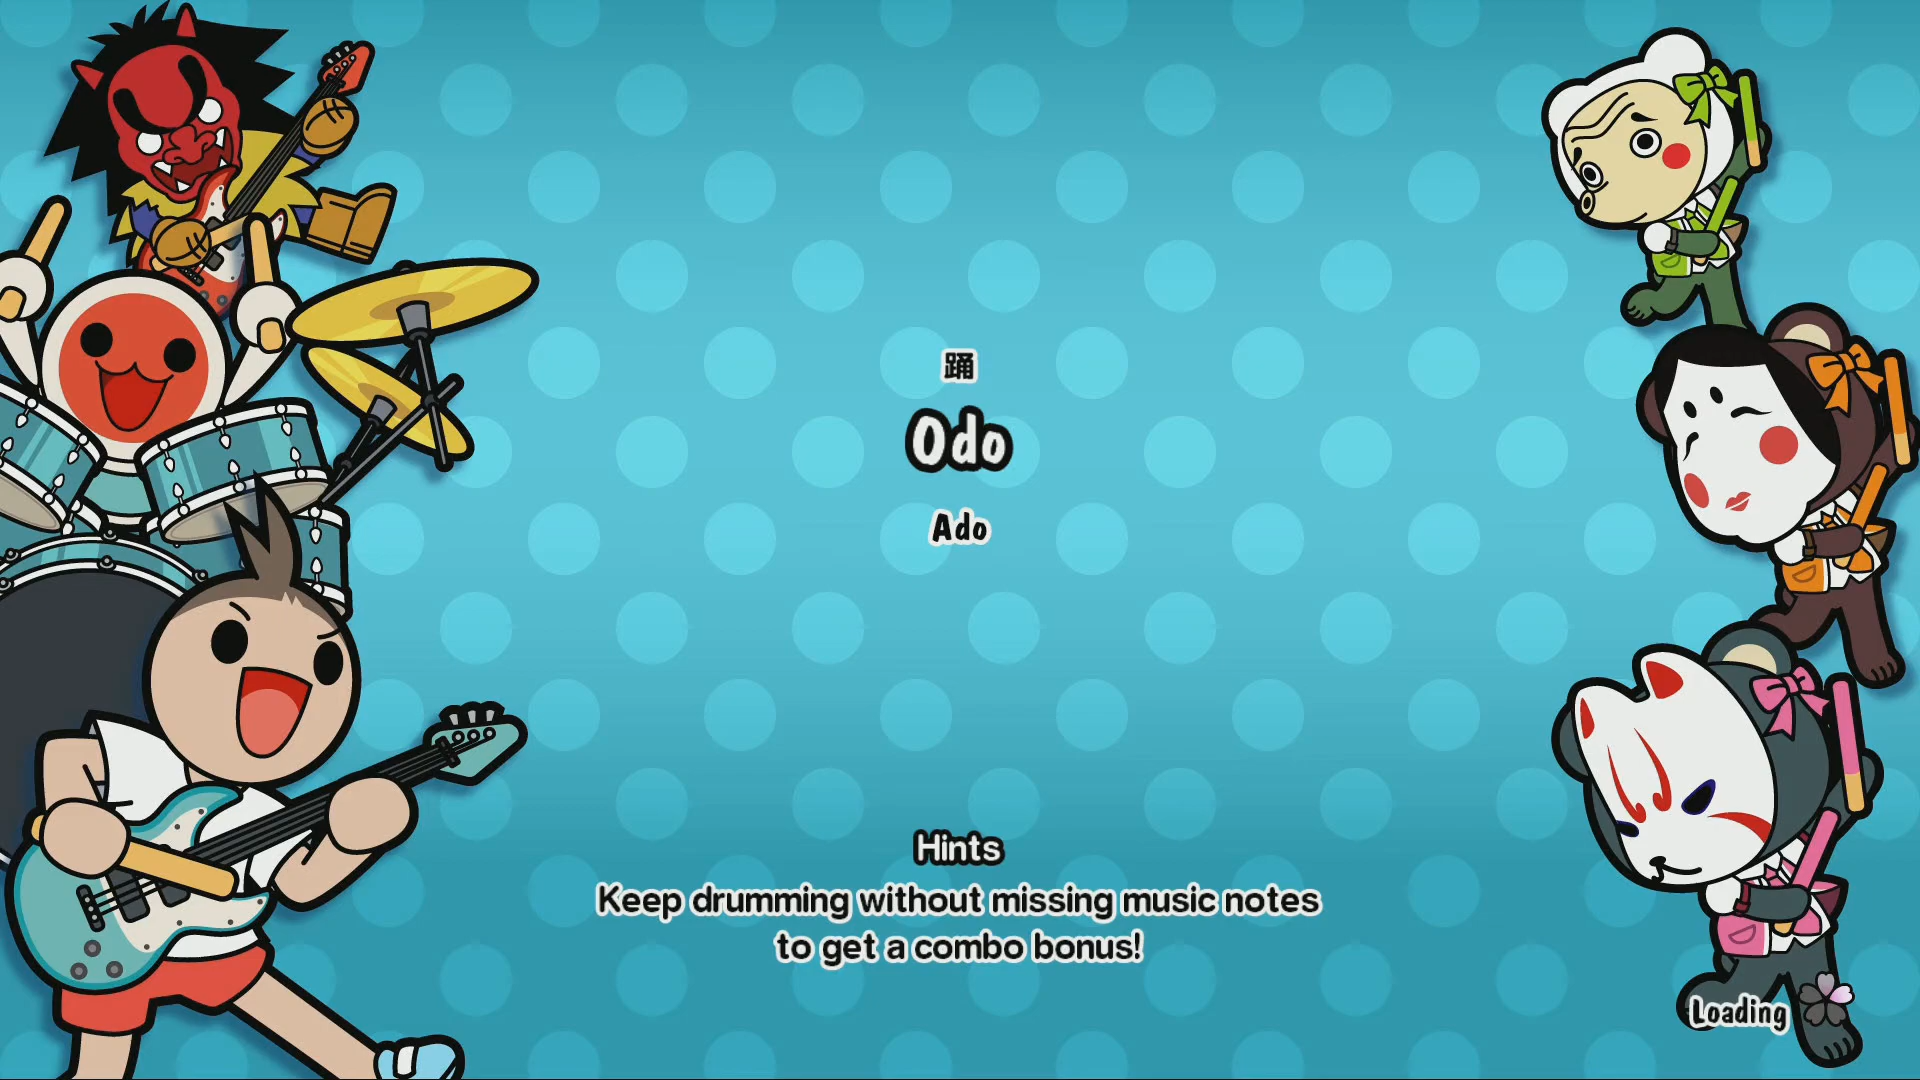 踊
Odo
Ado
Hints
Keep drumming without missing music notes
to get a combo bonus!
Loading